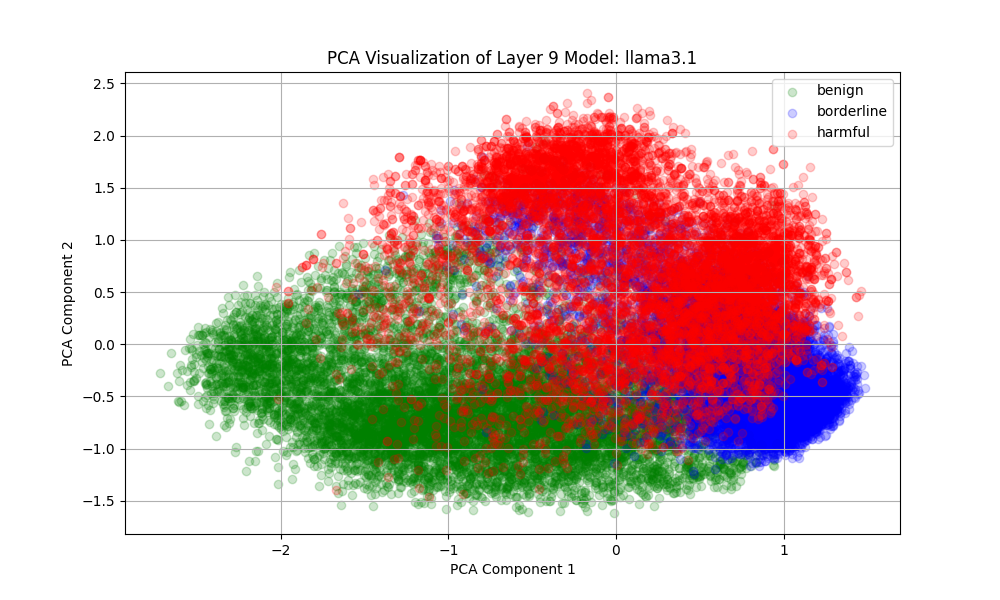 PCA Visualization of Layer 9 Model: llama3.1
benign
borderline
harmful
2.5
2.0
1.5
1.0
0.5
0.0
−0.5
−1.0
−1.5
PCA Component 2
−2
−1
0
1
PCA Component 1